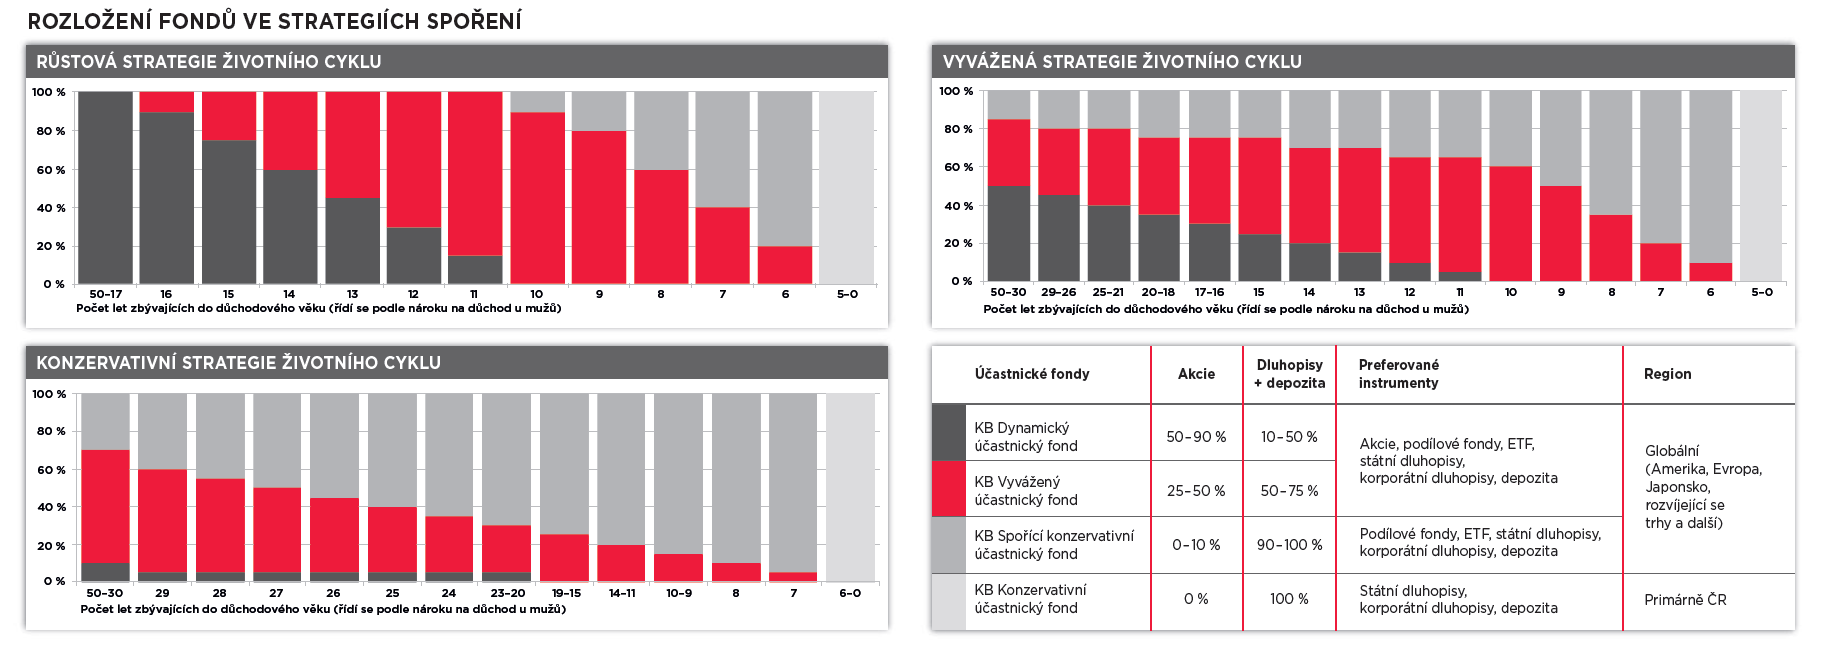 ROZLOŽENÍ FONDŮ VE STRATEGIÍCH SPOŘENÍ
RŮSTOVÁ STRATEGIE ŽIVOTNÍHO CYKLU
100 %
80 %
60 %
40 %
20 %
0 %
50–17 16 15 14 13 12 11 10 9 8 7 6 5–0
Počet let zbývajících do důchodového věku (řídí se podle nároku na důchod u mužů)
VYVÁŽENÁ STRATEGIE ŽIVOTNÍHO CYKLU
100 %
80 %
60 %
40 %
20 %
0 %
50–30 29–26 25–21 20–18 17–16 15 14 13 12 11 10 9 8 7 6 5–0
Počet let zbývajících do důchodového věku (řídí se podle nároku na důchod u mužů)
KONZERVATIVNÍ STRATEGIE ŽIVOTNÍHO CYKLU
100 %
80 %
60 %
40 %
20 %
0 %
50–30 29 28 27 26 25 24 23–20 19–15 14–11 10–9 8 7 6–0
Počet let zbývajících do důchodového věku (řídí se podle nároku na důchod u mužů)
Účastnické fondy
Akcie
Dluhopisy
+ depozita
Preferované
instrumenty
Region
KB Dynamický
účastnický fond
50–90 %
10–50 %
Akcie, podílové fondy, ETF,
státní dluhopisy,
korporátní dluhopisy, depozita
Globální
(Amerika, Evropa,
Japonsko,
rozvíjející se
trhy a další)
KB Vyvážený
účastnický fond
25–50 %
50–75 %
KB Spořící konzervativní
účastnický fond
0–10 %
90–100 %
Podílové fondy, ETF, státní dluhopisy,
korporátní dluhopisy, depozita
KB Konzervativní
účastnický fond
0 %
100 %
Státní dluhopisy,
korporátní dluhopisy, depozita
Primárně ČR